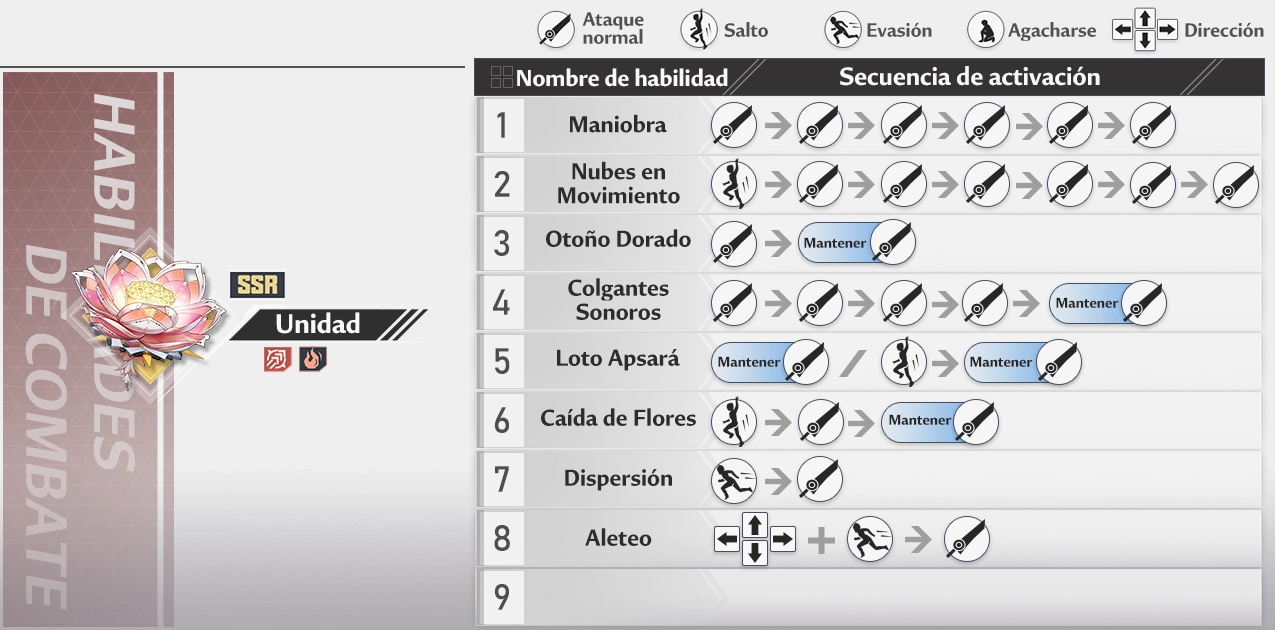 Ataque
normal
Salto
Evasión
Agacharse
Dirección
Nombre de habilidad
Secuencia de activación
HABILIDADES
DE COMBATE
SSR
Unidad
1 Maniobra
2 Nubes en
Movimiento
3 Otoño Dorado Mantener
4 Colgantes
Sonoros Mantener
5 Loto Apsará Mantener / Mantener
6 Caída de Flores Mantener
7 Dispersión
8 Aleteo +
9